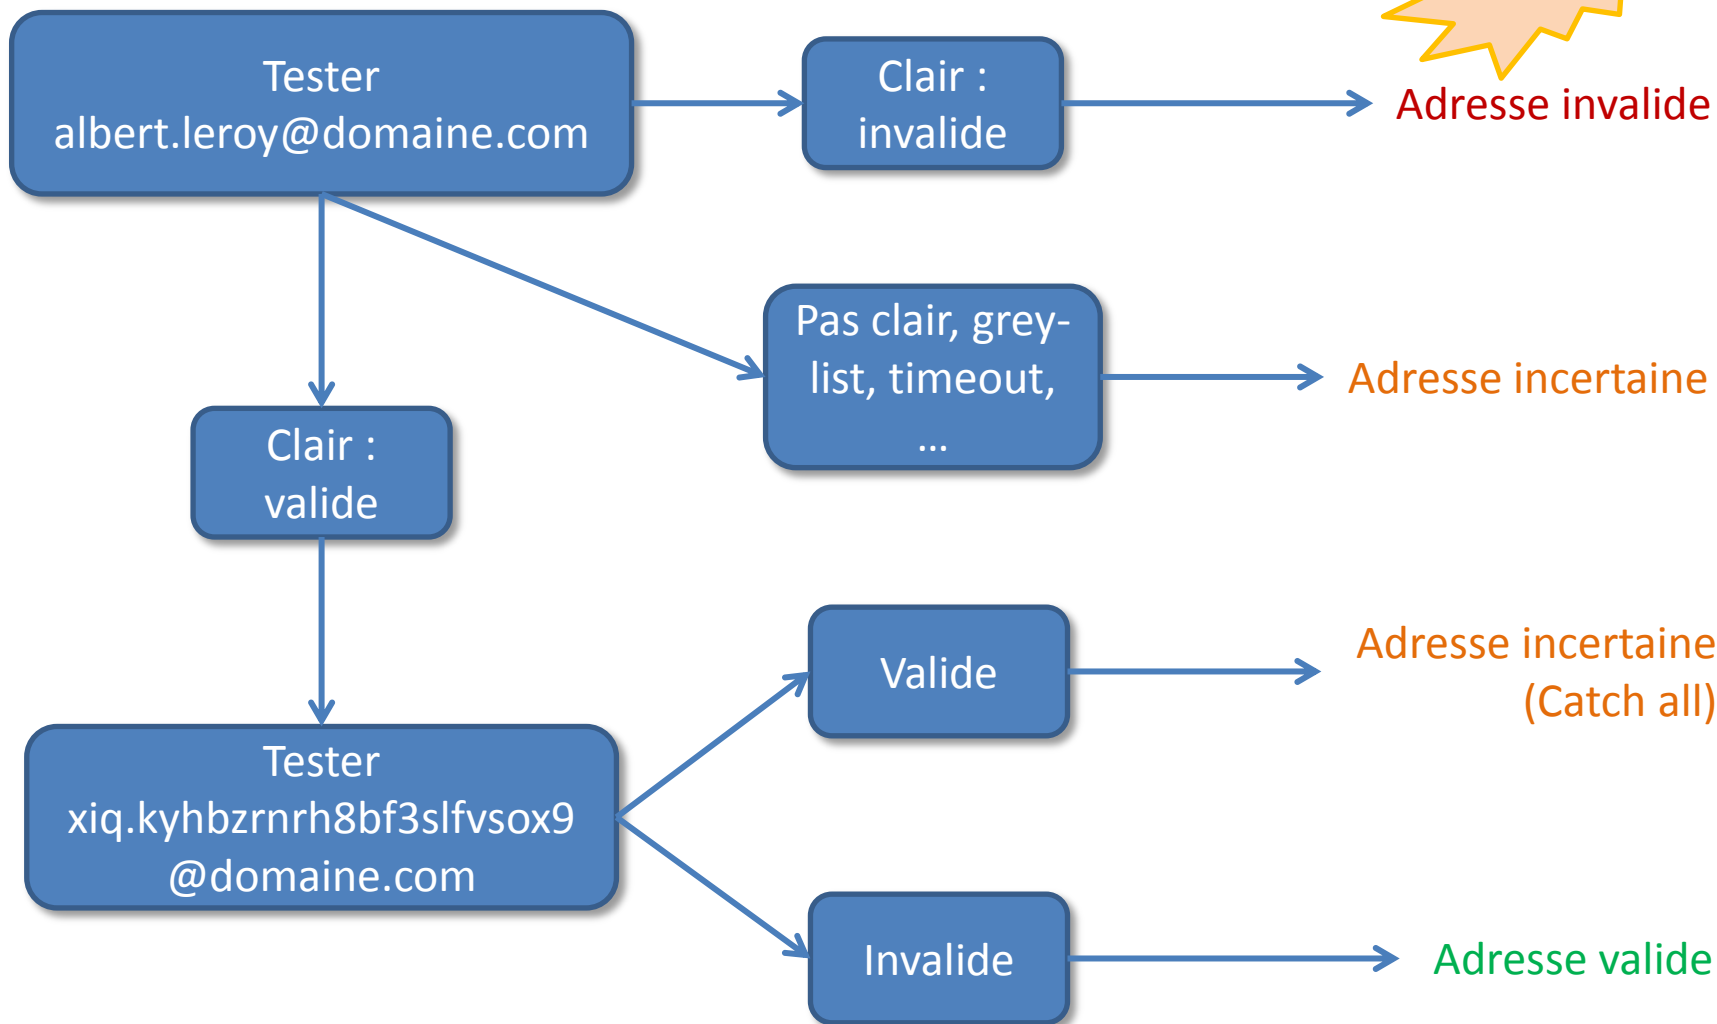 Tester
albert.leroy@domaine.com
Clair :
invalide
Adresse invalide
Pas clair, grey-
list, timeout,
...
Adresse incertaine
Clair :
valide
Tester
xiq.kyhbzrnrh8bf3slfvsox9
@domaine.com
Valide
Adresse incertaine
(Catch all)
Invalide
Adresse valide